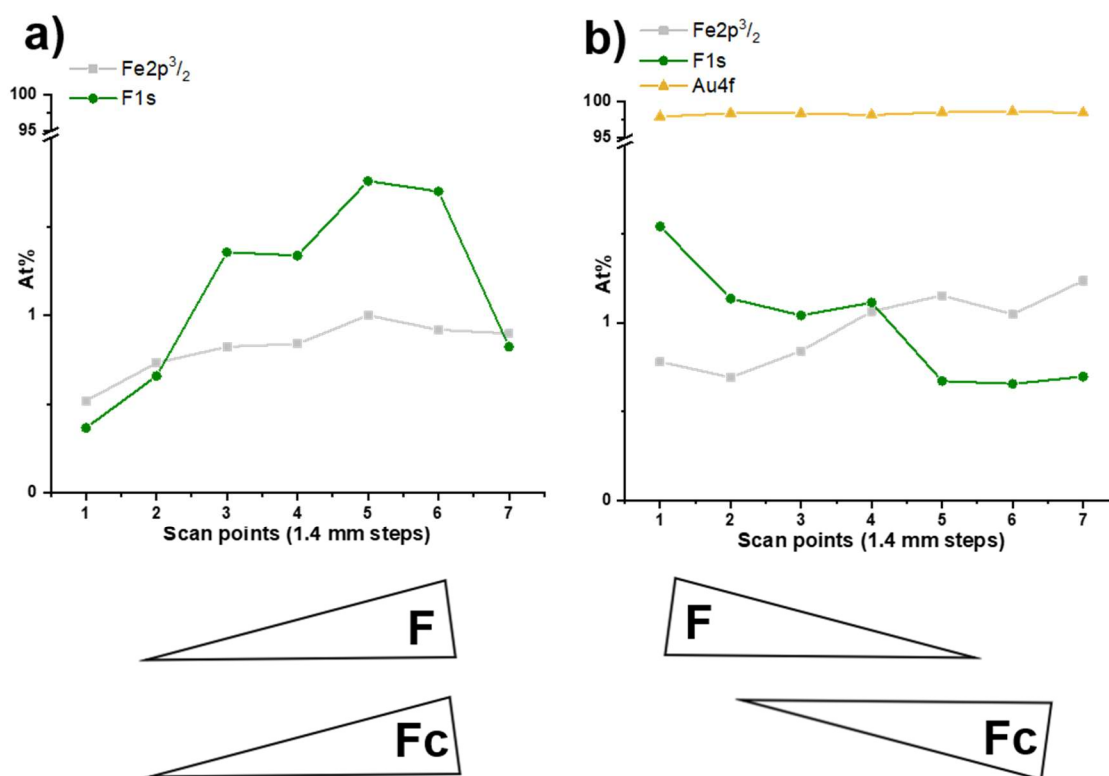 a)
Fe2p³/₂
F1s
100
95
At%
1
0
1 2 3 4 5 6 7
Scan points (1.4 mm steps)
F
Fc
b)
Fe2p³/₂
F1s
Au4f
100
95
At%
1
0
1 2 3 4 5 6 7
Scan points (1.4 mm steps)
F
Fc